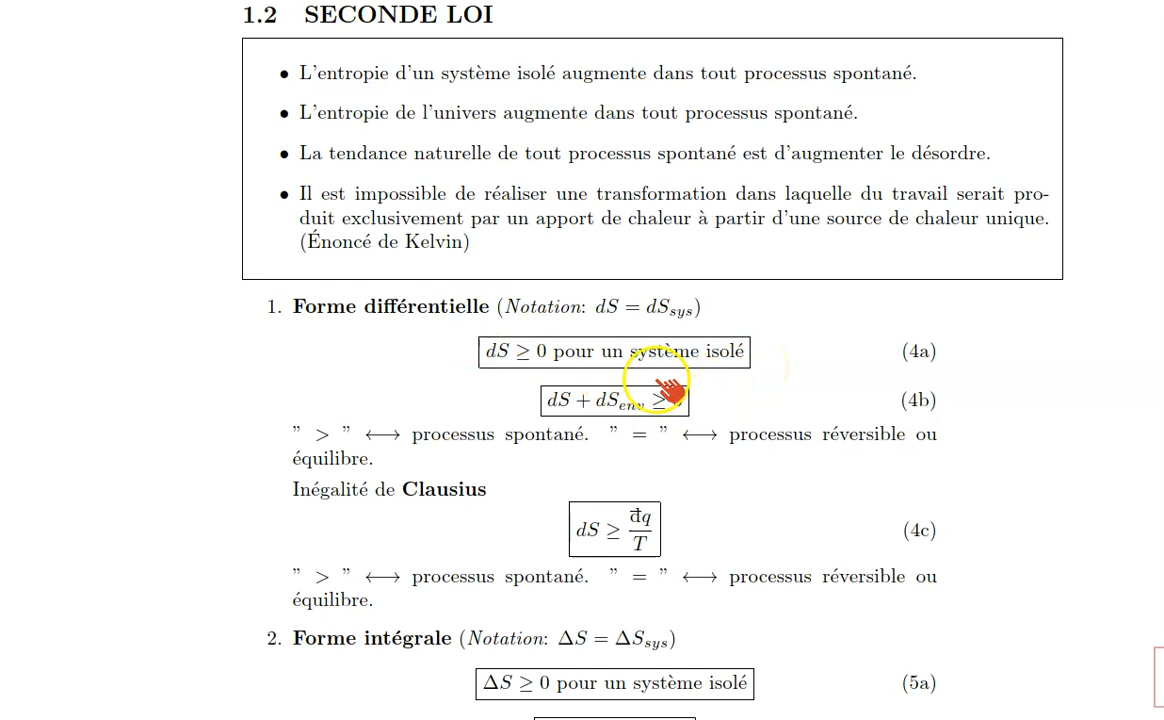 1.2 SECONDE LOI
• L'entropie d'un système isolé augmente dans tout processus spontané.
• L'entropie de l'univers augmente dans tout processus spontané.
• La tendance naturelle de tout processus spontané est d'augmenter le désordre.
• Il est impossible de réaliser une transformation dans laquelle du travail serait pro-
duit exclusivement par un apport de chaleur à partir d'une source de chaleur unique.
(Énoncé de Kelvin)
1. Forme différentielle (Notation: dS = dS_sys)
dS ≥ 0 pour un système isolé (4a)
dS + dS_env ≥ (4b)
" > " ⟷ processus spontané. " = " ⟷ processus réversible ou
équilibre.
Inégalité de Clausius
dS ≥ đq/T (4c)
" > " ⟷ processus spontané. " = " ⟷ processus réversible ou
équilibre.
2. Forme intégrale (Notation: ΔS = ΔS_sys)
ΔS ≥ 0 pour un système isolé (5a)